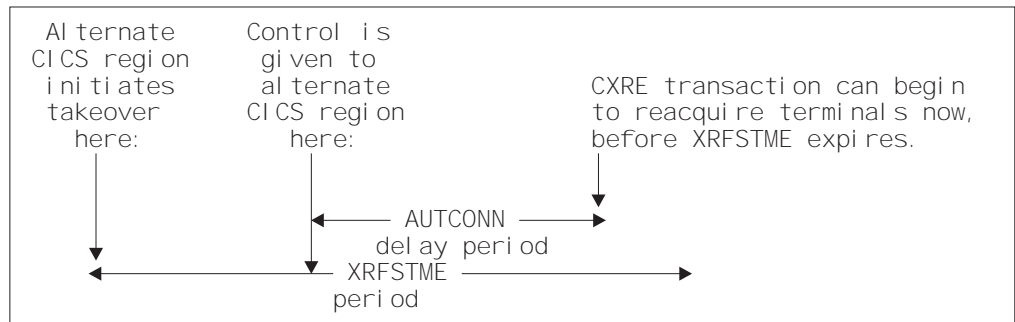 Alternate
CICS region
initiates
takeover
here:
Control is
given to
alternate
CICS region
here:
CXRE transaction can begin
to reacquire terminals now,
before XRFSTME expires.
AUTCONN
delay period
XRFSTME
period